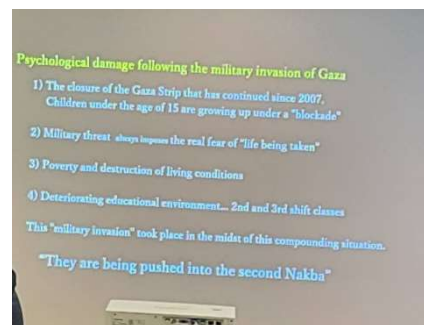 Psychological damage following the military invasion of Gaza
1) The closure of the Gaza Strip that has continued since 2007,
Children under the age of 15 are growing up under a "blockade"
2) Military threat always imposes the real fear of "life being taken"
3) Poverty and destruction of living conditions
4) Deteriorating educational environment... 2nd and 3rd shift classes
This "military invasion" took place in the midst of this compounding situation.
"They are being pushed into the second Nakba"